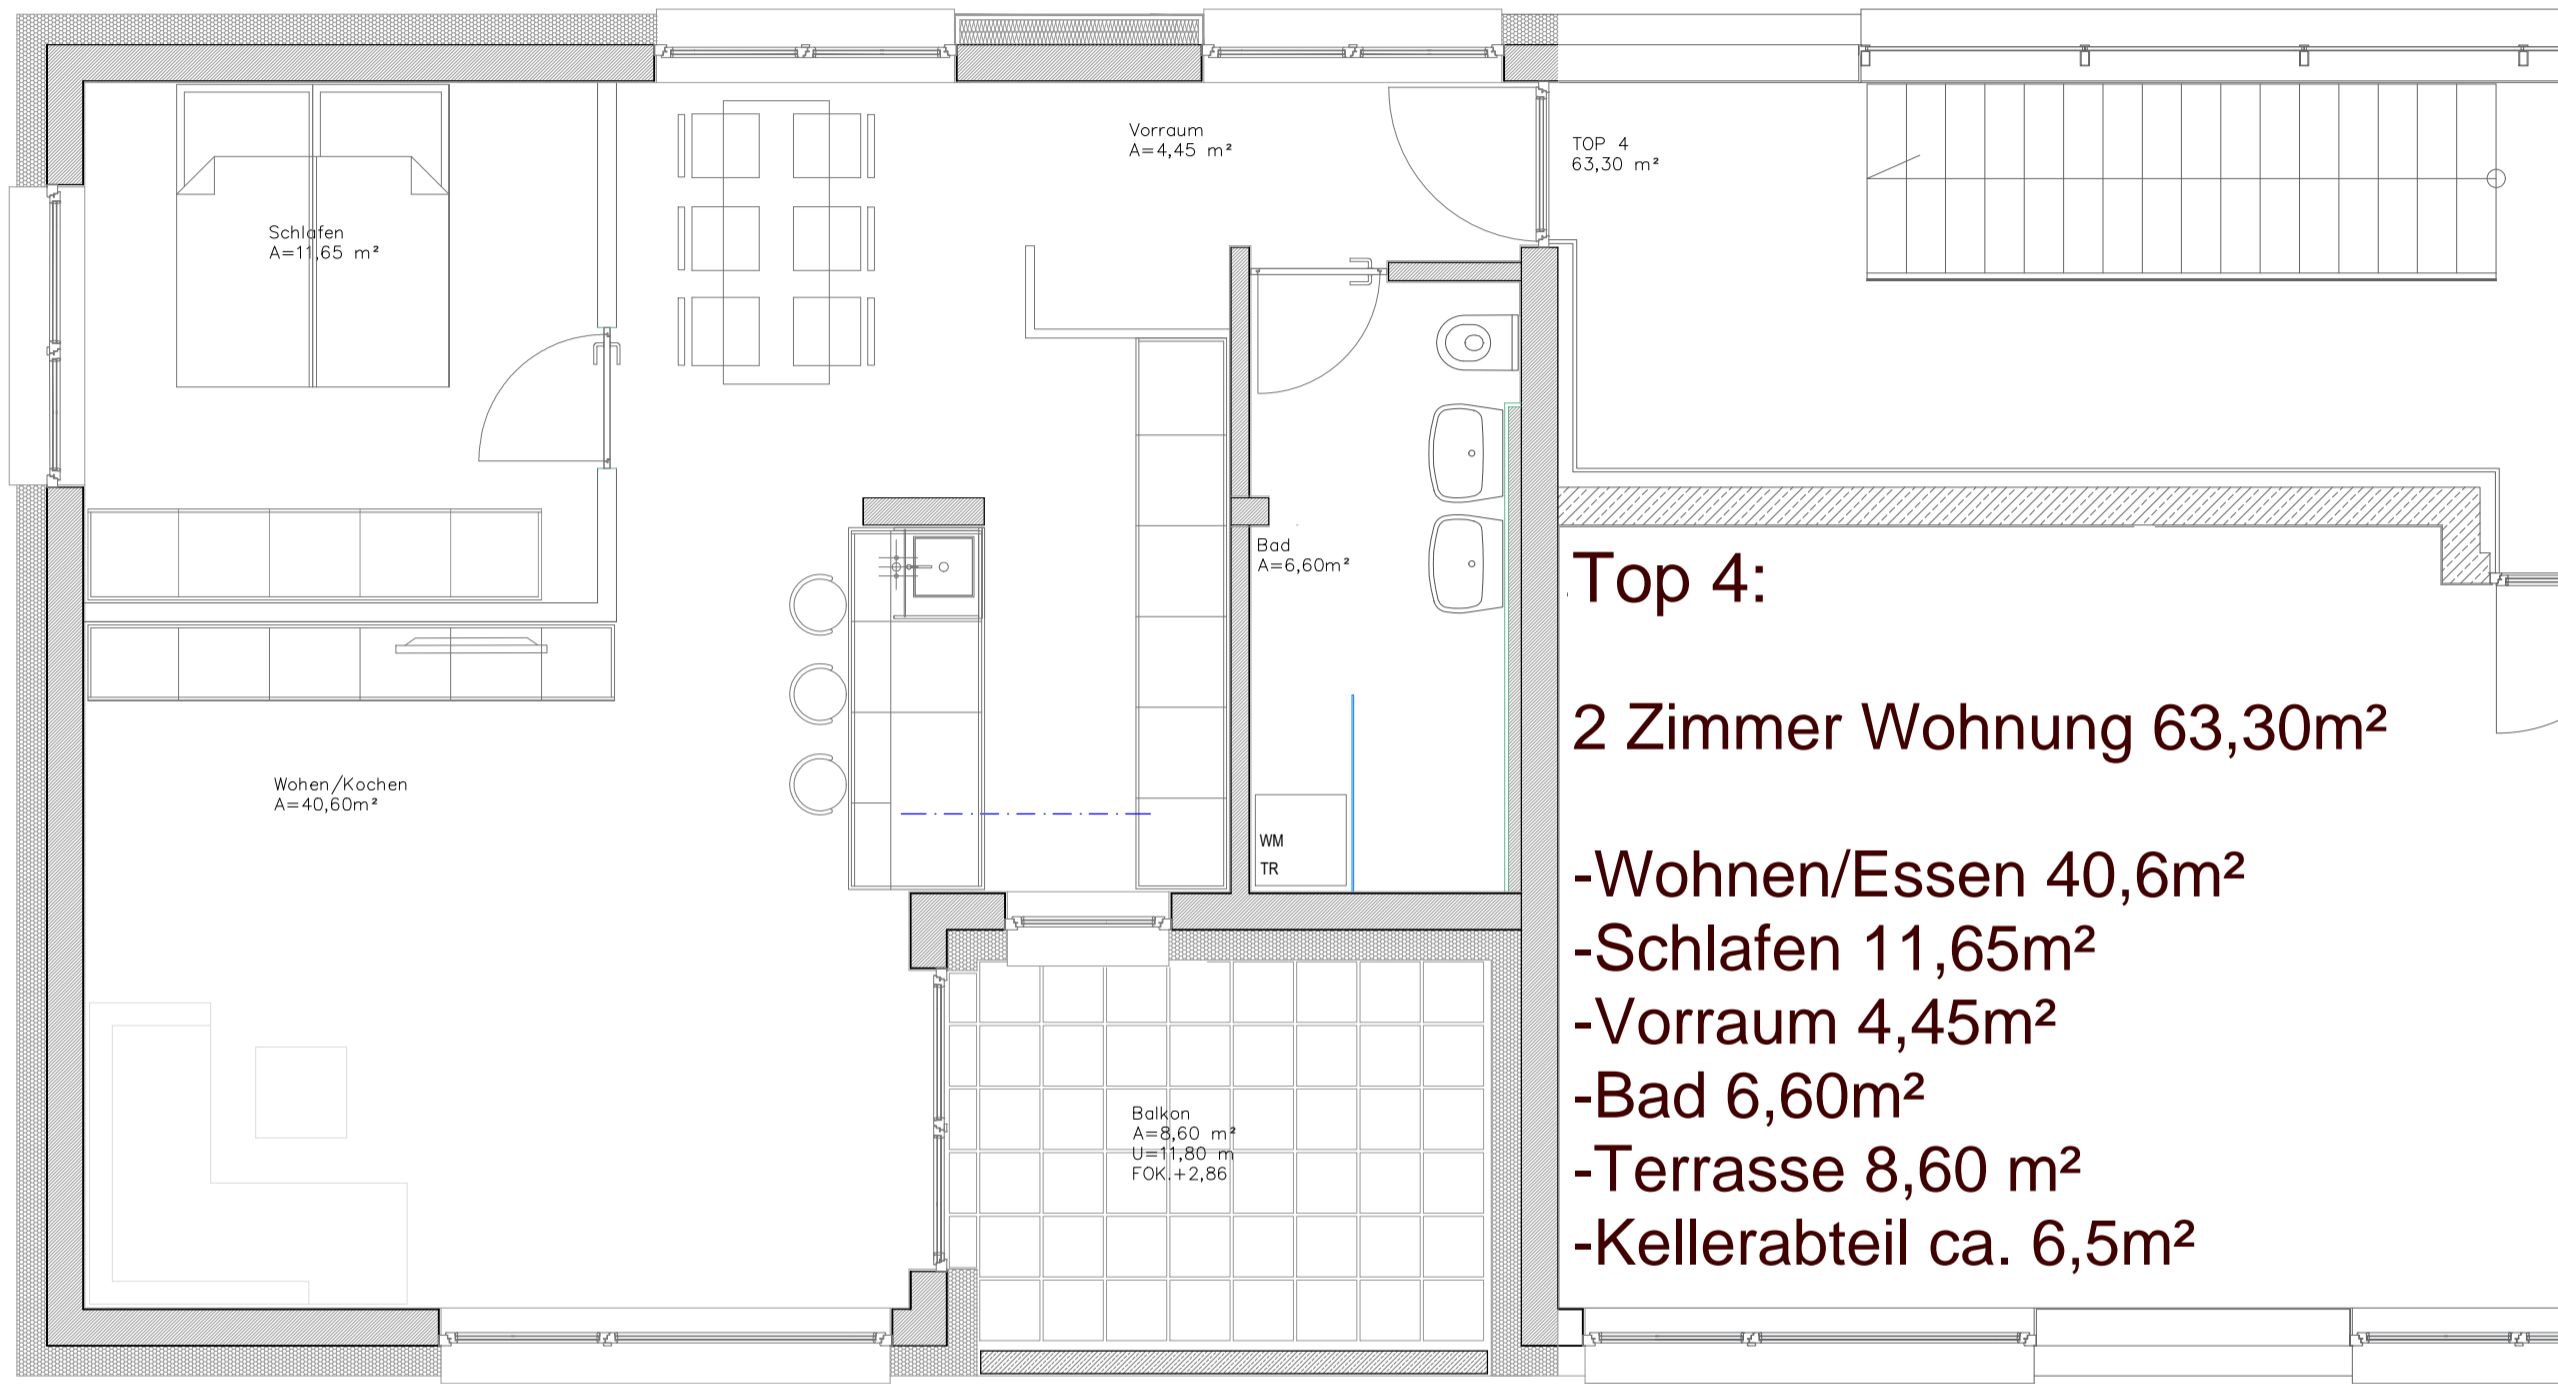 Vorraum
A=4,45 m²
TOP 4
63,30 m²
Schlafen
A=11,65 m²
Bad
A=6,60m²
Wohen/Kochen
A=40,60m²
WM
TR
Balkon
A=8,60 m²
U=11,80 m
FOK.+2,86
Top 4:
2 Zimmer Wohnung 63,30m²
-Wohnen/Essen 40,6m²
-Schlafen 11,65m²
-Vorraum 4,45m²
-Bad 6,60m²
-Terrasse 8,60 m²
-Kellerabteil ca. 6,5m²